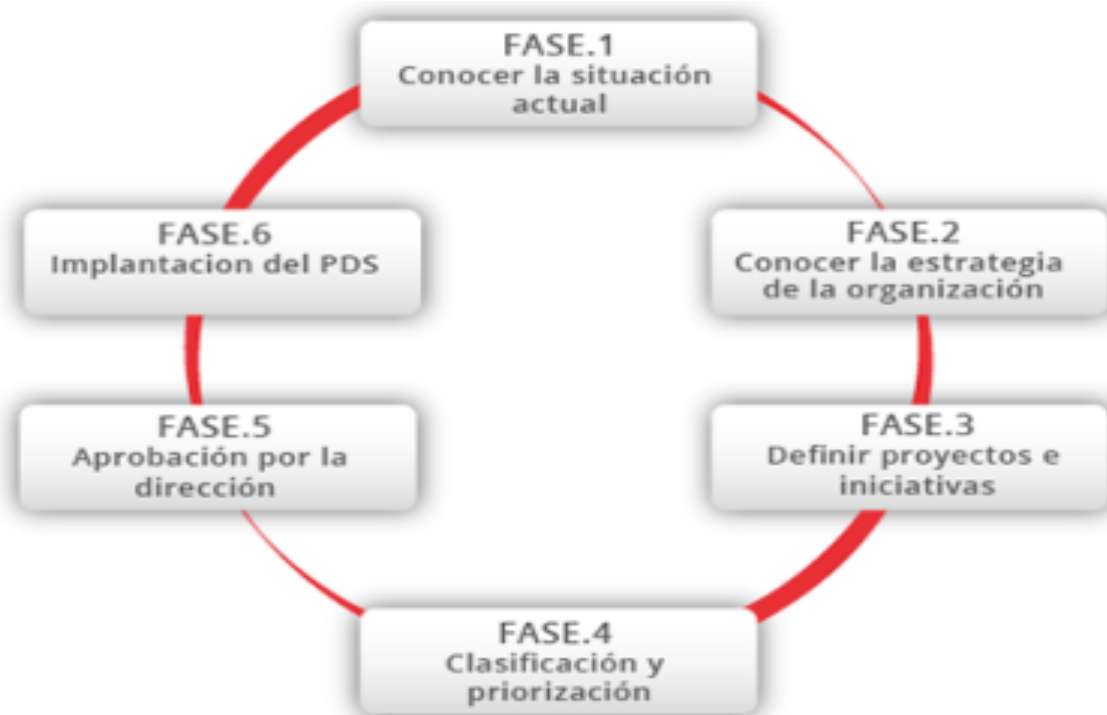 FASE.1
Conocer la situación
actual
FASE.2
Conocer la estrategia
de la organización
FASE.3
Definir proyectos e
iniciativas
FASE.4
Clasificación y
priorización
FASE.5
Aprobación por la
dirección
FASE.6
Implantacion del PDS